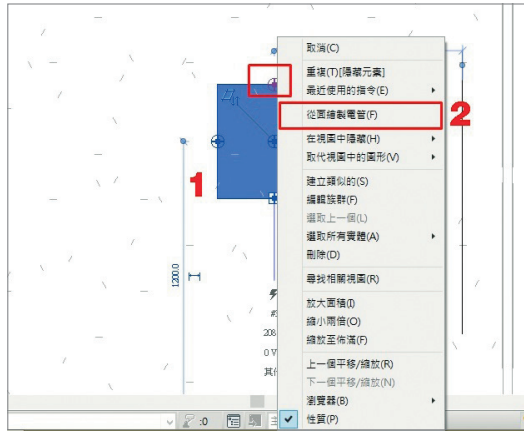 取消(C)
重複(T)[隱藏元素]
最近使用的指令(E)
從面繪製電管(F)
2
在視圖中隱藏(H)
取代視圖中的圖形(V)
1
建立類似的(S)
編輯族群(F)
選取上一個(L)
選取所有實體(A)
刪除(D)
1200.0
尋找相關視圖(R)
放大面積(I)
縮小兩倍(O)
208
縮放至佈滿(F)
0 V
上一個平移/縮放(R)
其他
下一個平移/縮放(N)
瀏覽器(B)
:0
性質(P)